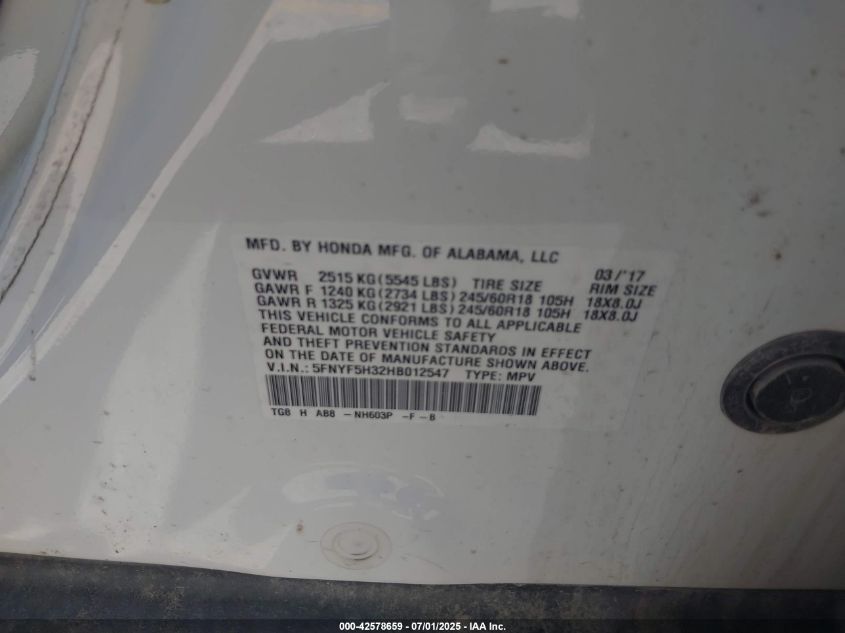 MFD. BY HONDA MFG. OF ALABAMA, LLC
GVWR 2515 KG (5545 LBS) TIRE SIZE 03/'17 RIM SIZE
GAWR F 1240 KG (2734 LBS) 245/60R18 105H 18X8.0J
GAWR R 1325 KG (2921 LBS) 245/60R18 105H 18X8.0J
THIS VEHICLE CONFORMS TO ALL APPLICABLE
FEDERAL MOTOR VEHICLE SAFETY
AND THEFT PREVENTION STANDARDS IN EFFECT
ON THE DATE OF MANUFACTURE SHOWN ABOVE.
V.I.N.: 5FNYF5H32HB012547 TYPE: MPV
TG8 H AB8 -NH603P -F-B
000-42578659 - 07/01/2025 - IAA Inc.